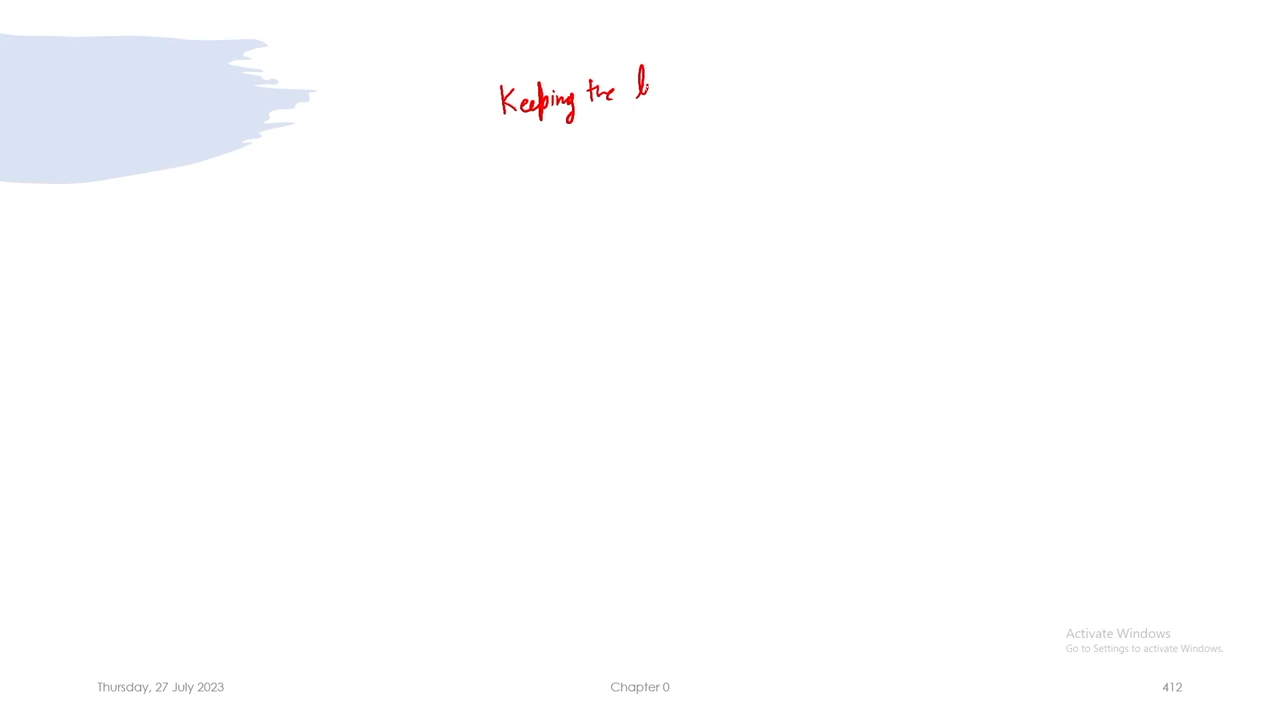 Keeping the
Activate Windows
Go to Settings to activate Windows.
Thursday, 27 July 2023
Chapter 0
412